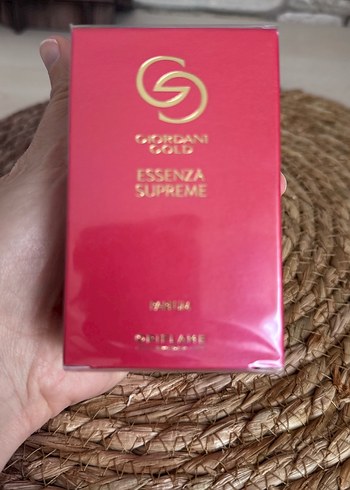 GIORDANI
GOLD
ESSENZA
SUPREME
PARFUM
ORIFLAME